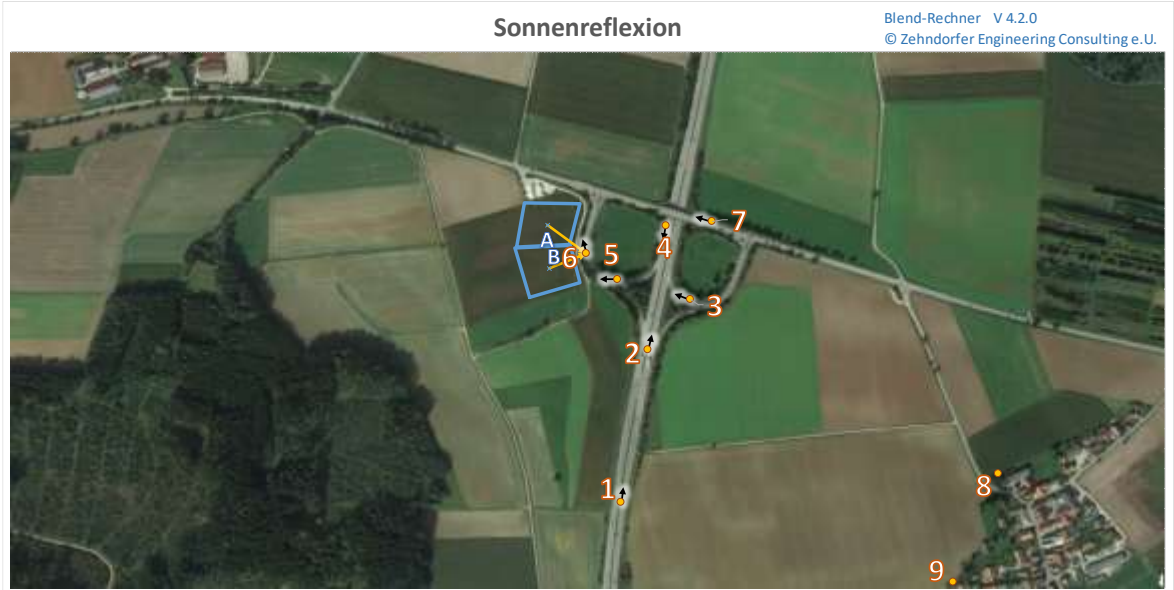 Sonnenreflexion
Blend-Rechner V 4.2.0
© Zehndorfer Engineering Consulting e.U.
7
A
4
B
6
5
3
2
1
8
9